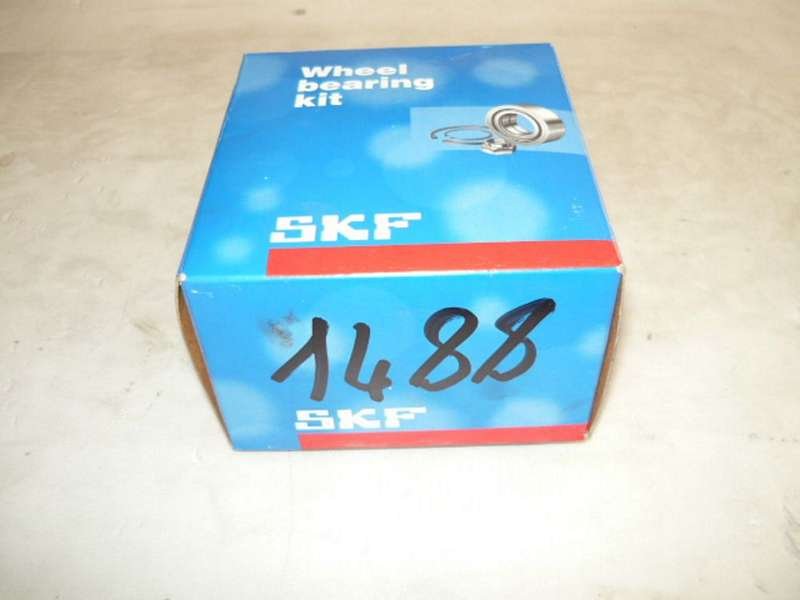 Wheel
bearing
kit
SKF
1488
SKF